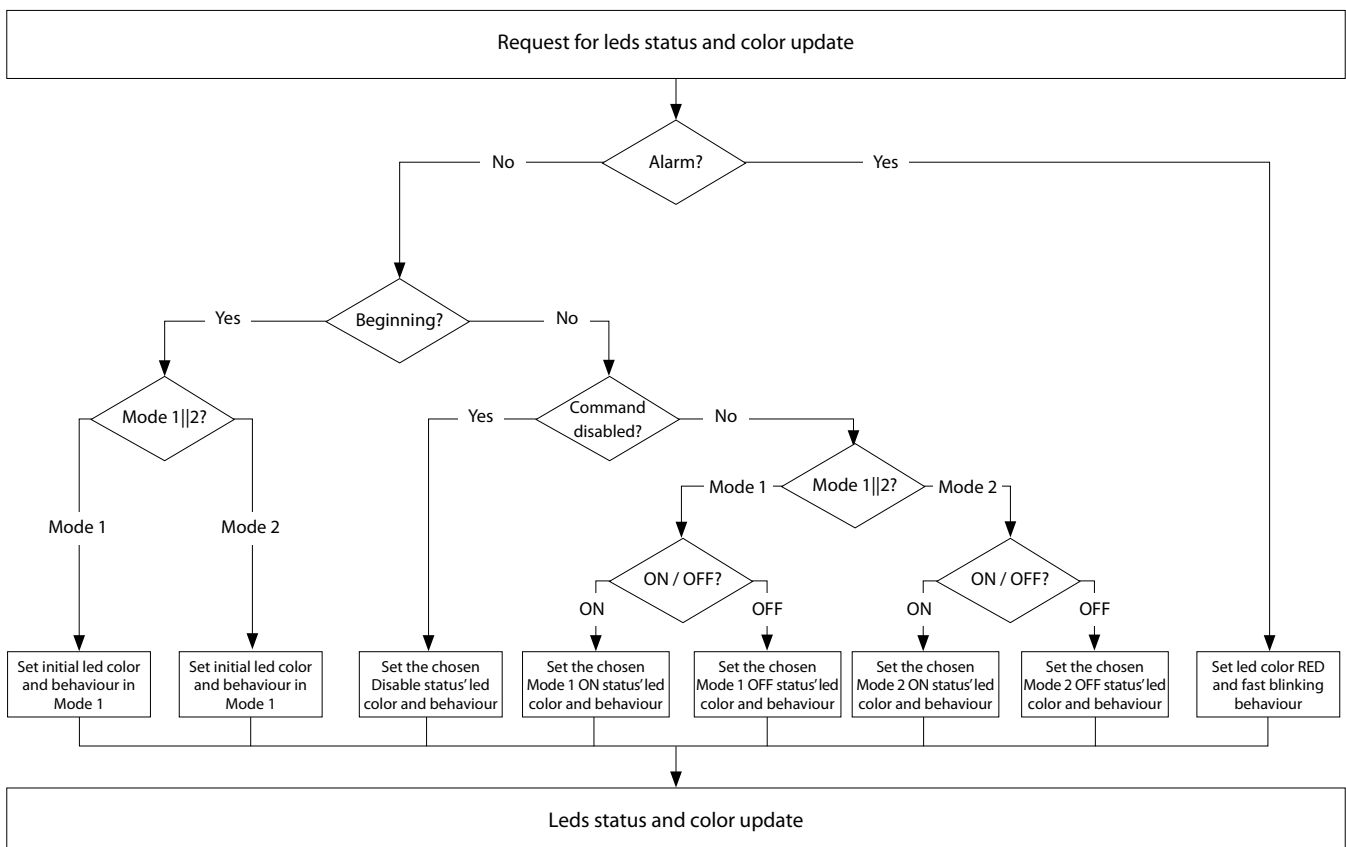 Request for leds status and color update
No
Alarm?
Yes
Yes
Beginning?
No
Mode 1||2?
Yes
Command
disabled?
No
Mode 1
Mode 1||2?
Mode 2
Mode 1
Mode 2
ON / OFF?
ON / OFF?
ON
OFF
ON
OFF
Set initial led color
and behaviour in
Mode 1
Set initial led color
and behaviour in
Mode 1
Set the chosen
Disable status' led
color and behaviour
Set the chosen
Mode 1 ON status' led
color and behaviour
Set the chosen
Mode 1 OFF status' led
color and behaviour
Set the chosen
Mode 2 ON status' led
color and behaviour
Set the chosen
Mode 2 OFF status' led
color and behaviour
Set led color RED
and fast blinking
behaviour
Leds status and color update